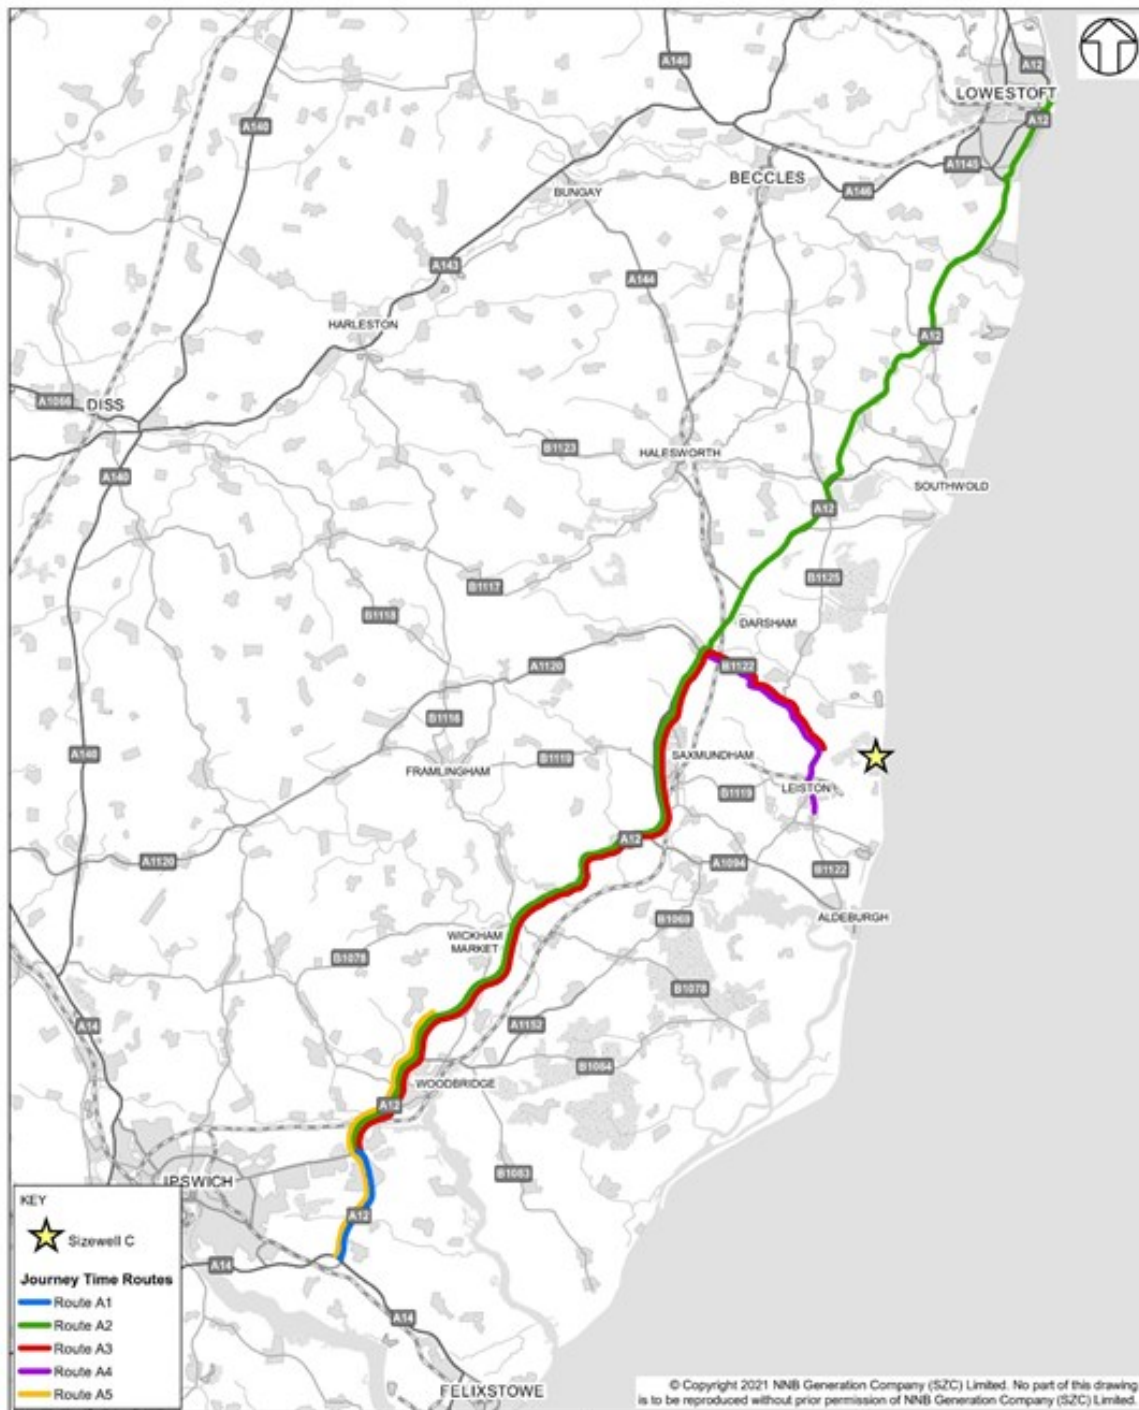 A146
A12
LOWESTOFT
A140
A12
A1145
BECCLES
A146
BUNGAY
A143
A144
HARLESTON
A12
A1066
DISS
B1123
HALESWORTH
A140
SOUTHWOLD
A12
B1117
B1125
B1118
DARSHAM
A1120
B1122
B1116
A140
SAXMUNDHAM
FRAMLINGHAM
B1119
LEISTON
B1119
A12
A1120
A1094
B1122
ALDEBURGH
B1069
WICKHAM
MARKET
B1078
B1078
A14
A1152
B1084
WOODBRIDGE
A12
IPSWICH
B1083
A12
A14
A14
FELIXSTOWE
KEY
Sizewell C
Journey Time Routes
Route A1
Route A2
Route A3
Route A4
Route A5
© Copyright 2021 NNB Generation Company (SZC) Limited. No part of this drawing
is to be reproduced without prior permission of NNB Generation Company (SZC) Limited.